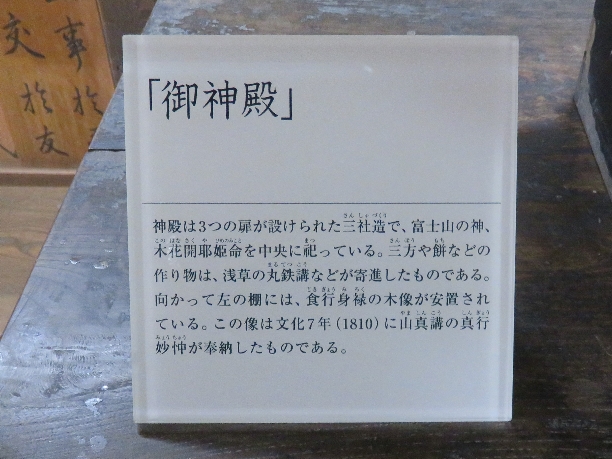 「御神殿」
神殿は3つの扉が設けられた三社造で、富士山の神、
木花開耶姫命を中央に祀っている。三方や餅などの
作り物は、浅草の丸鉄講などが寄進したものである。
向かって左の棚には、食行身禄の木像が安置され
ている。この像は文化7年(1810)に山真講の真行
妙忡が奉納したものである。
事於
交於友